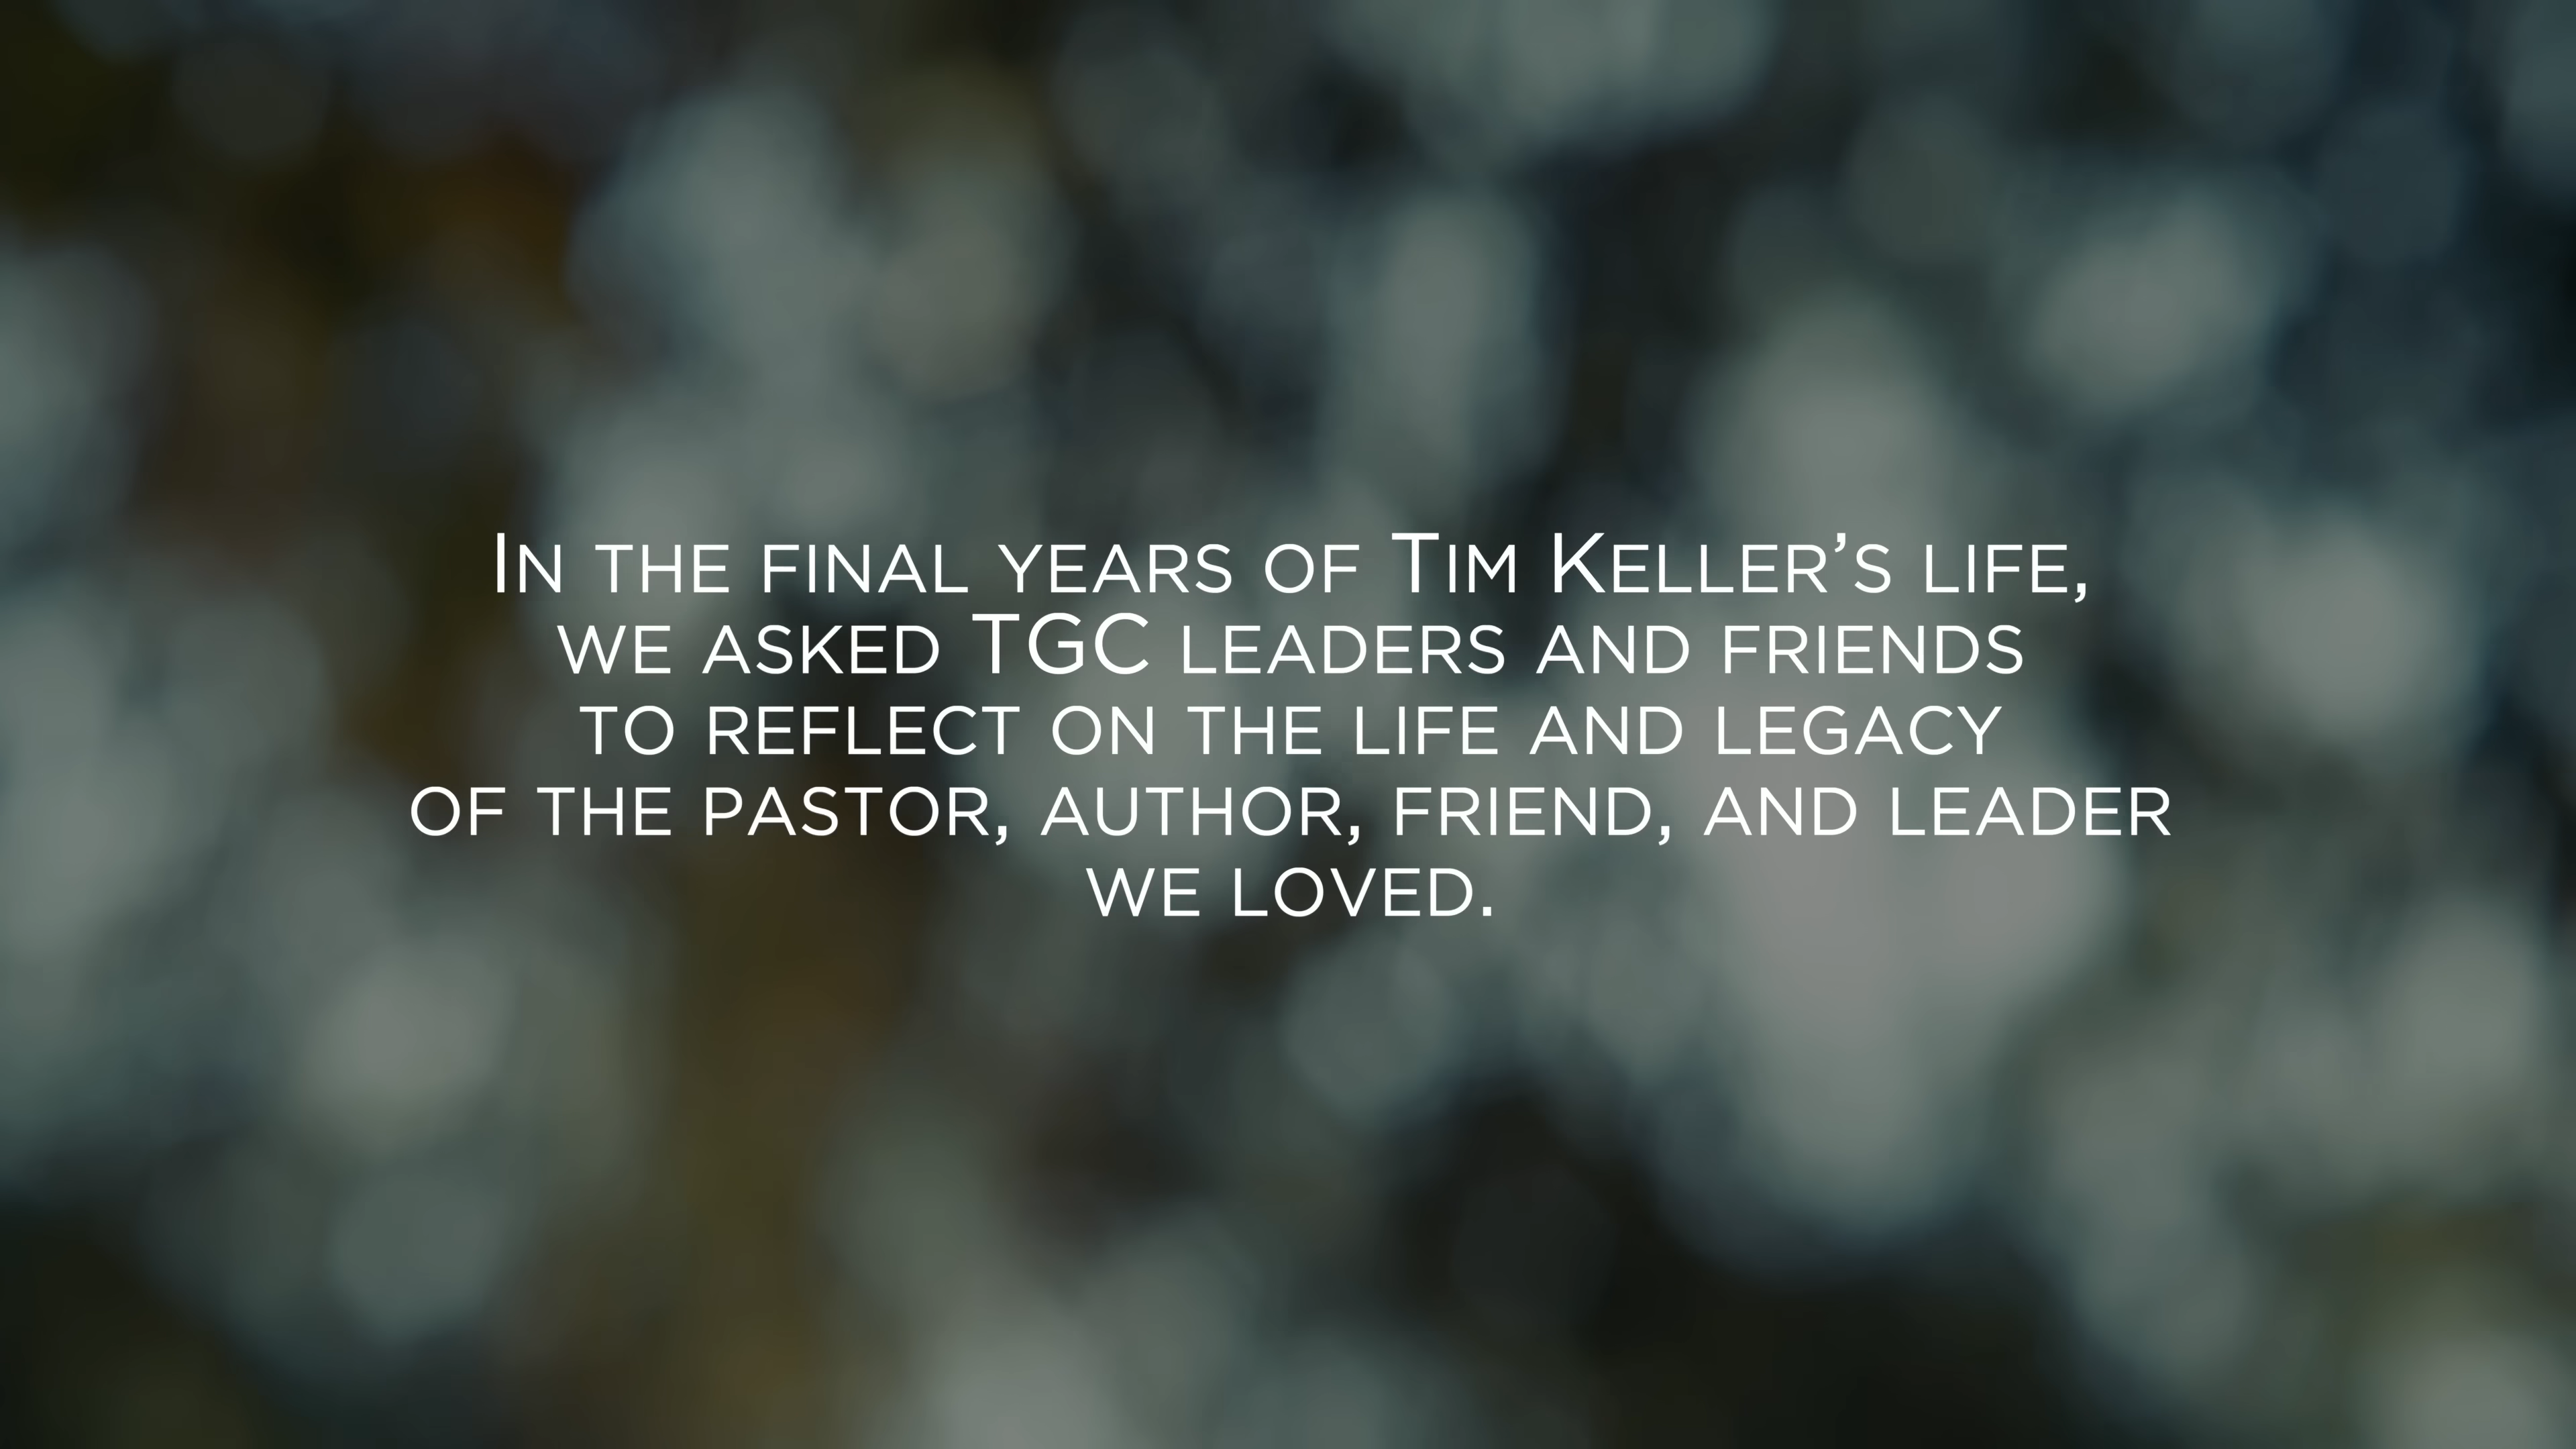 In the final years of Tim Keller’s life,
we asked TGC leaders and friends
to reflect on the life and legacy
of the pastor, author, friend, and leader
we loved.